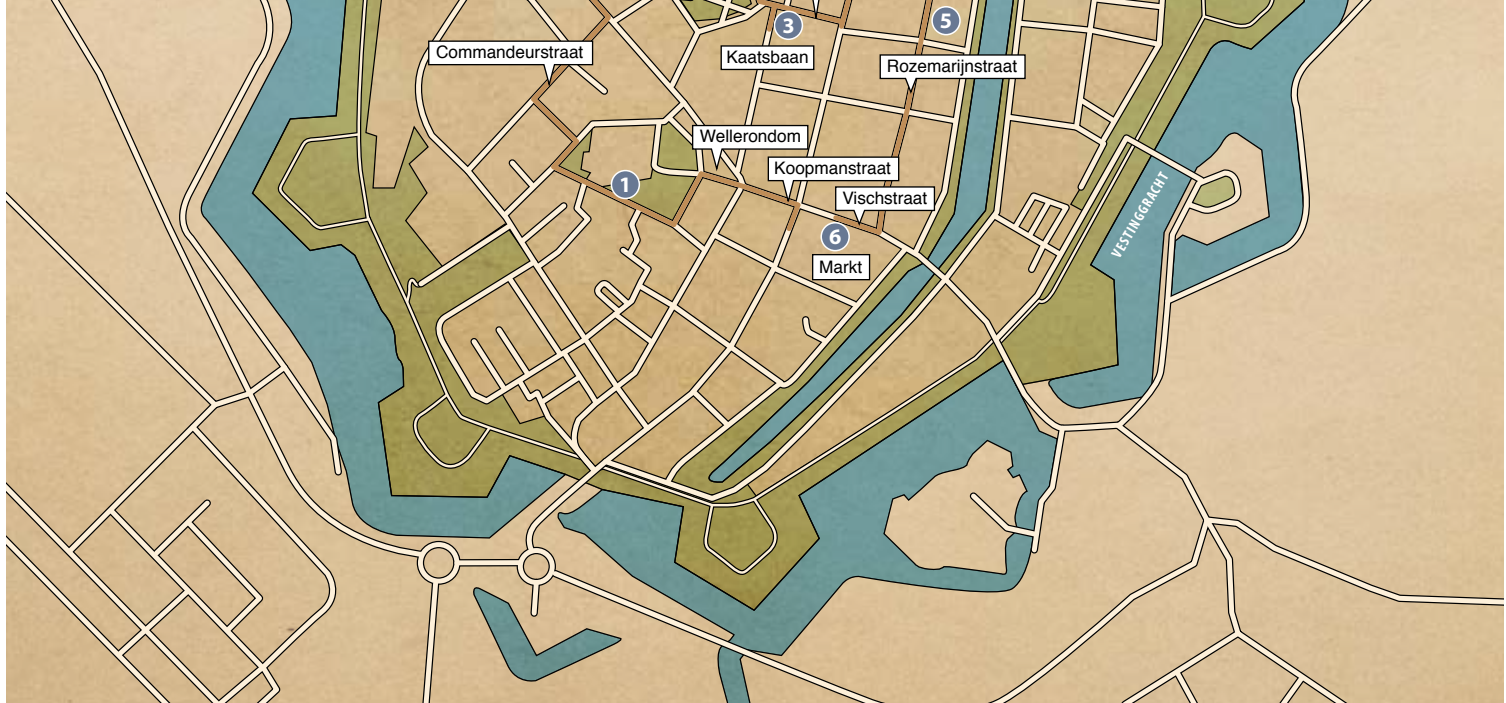 5
3
Commandeurstraat
Kaatsbaan
Rozemarijnstraat
Wellerondom
Koopmanstraat
1
Vischstraat
VESTINGGRACHT
6
Markt